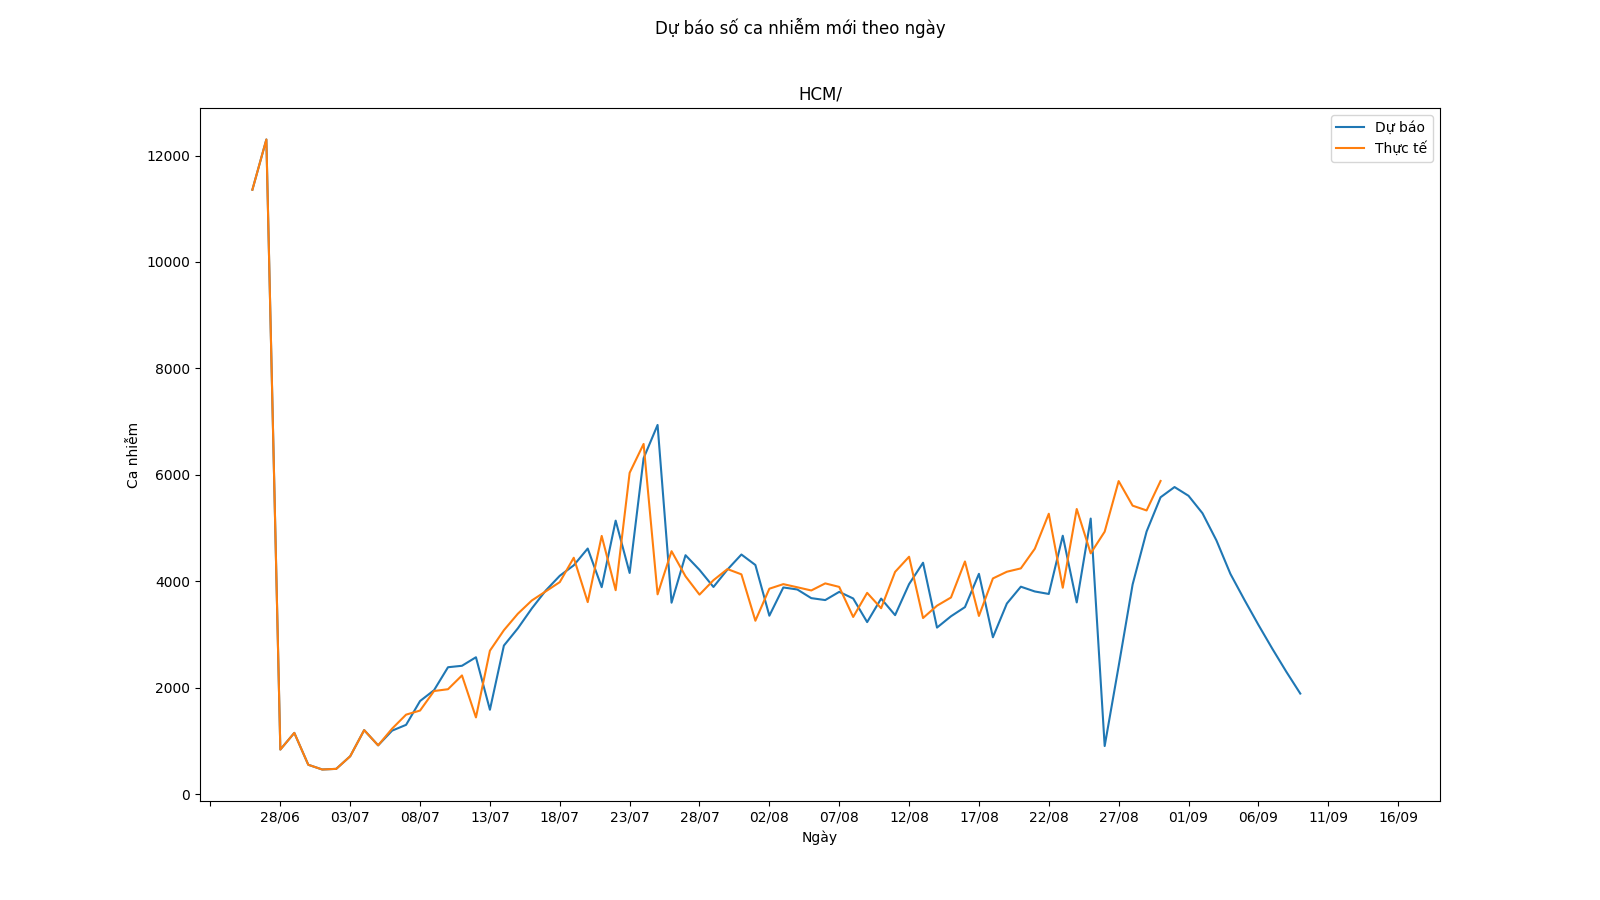 Dự báo số ca nhiễm mới theo ngày
HCM/
Dự báo
Thực tế
12000
10000
8000
6000
4000
2000
0
Ca nhiễm
28/06 03/07 08/07 13/07 18/07 23/07 28/07 02/08 07/08 12/08 17/08 22/08 27/08 01/09 06/09 11/09 16/09
Ngày